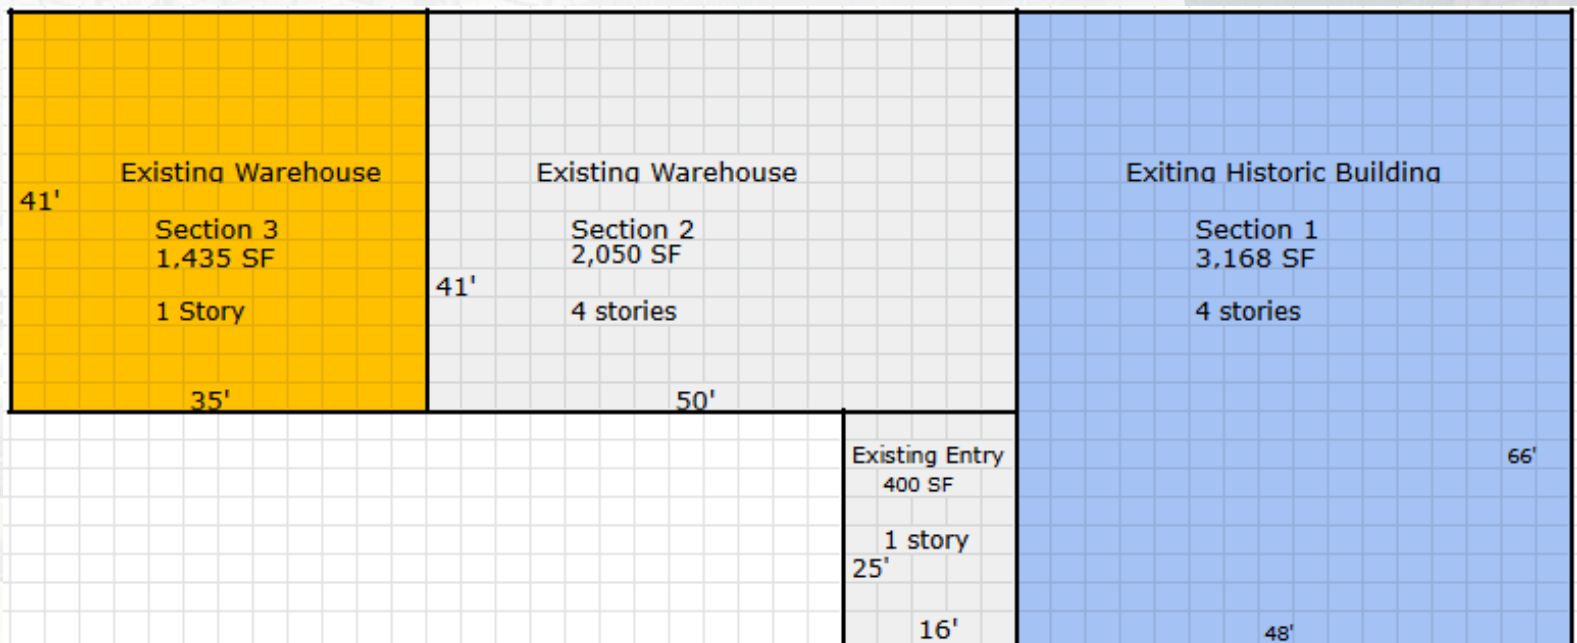 Existing Warehouse
41'
Section 3
1,435 SF
1 Story
35'
Existing Warehouse
Section 2
2,050 SF
41'
4 stories
50'
Exiting Historic Building
Section 1
3,168 SF
4 stories
66'
48'
Existing Entry
400 SF
1 story
25'
16'